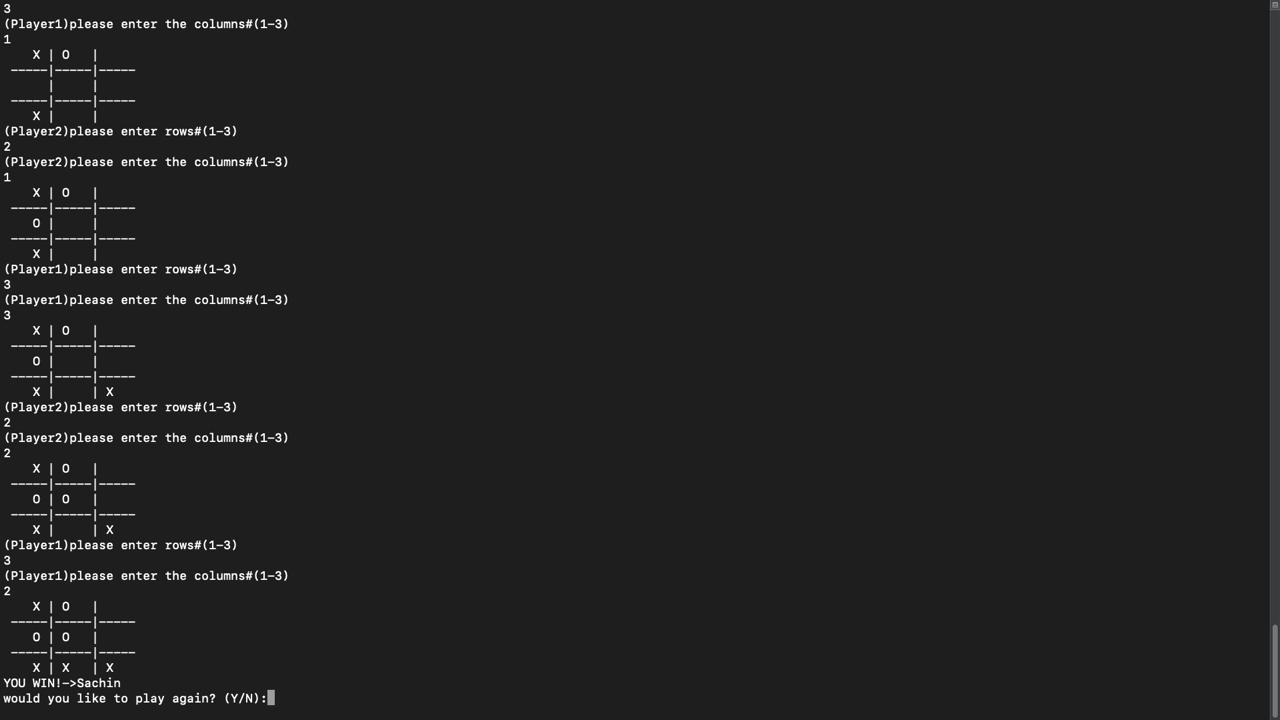 3
(Player1)please enter the columns#(1-3)
1
    X | O   |
 -----|-----|-----
      |     |
 -----|-----|-----
    X |     |
(Player2)please enter rows#(1-3)
2
(Player2)please enter the columns#(1-3)
1
    X | O   |
 -----|-----|-----
    O |     |
 -----|-----|-----
    X |     |
(Player1)please enter rows#(1-3)
3
(Player1)please enter the columns#(1-3)
3
    X | O   |
 -----|-----|-----
    O |     |
 -----|-----|-----
    X |     | X
(Player2)please enter rows#(1-3)
2
(Player2)please enter the columns#(1-3)
2
    X | O   |
 -----|-----|-----
    O | O   |
 -----|-----|-----
    X |     | X
(Player1)please enter rows#(1-3)
3
(Player1)please enter the columns#(1-3)
2
    X | O   |
 -----|-----|-----
    O | O   |
 -----|-----|-----
    X | X   | X
YOU WIN!->Sachin
would you like to play again? (Y/N):